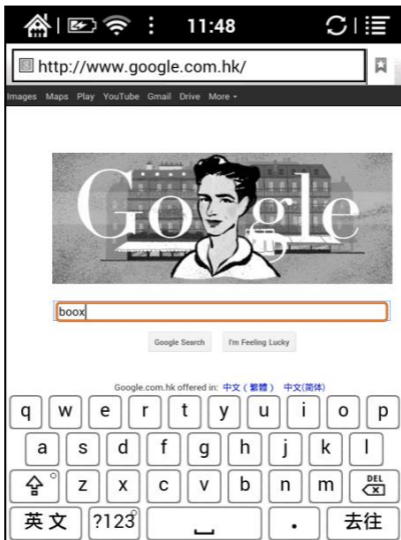 11:48
http://www.google.com.hk/
Images Maps Play YouTube Gmail Drive More
Google
boox
Google Search I'm Feeling Lucky
Google.com.hk offered in: 中文（繁體） 中文(简体)
q w e r t y u i o p
a s d f g h j k l
z x c v b n m DEL
英文 ?123 . 去往